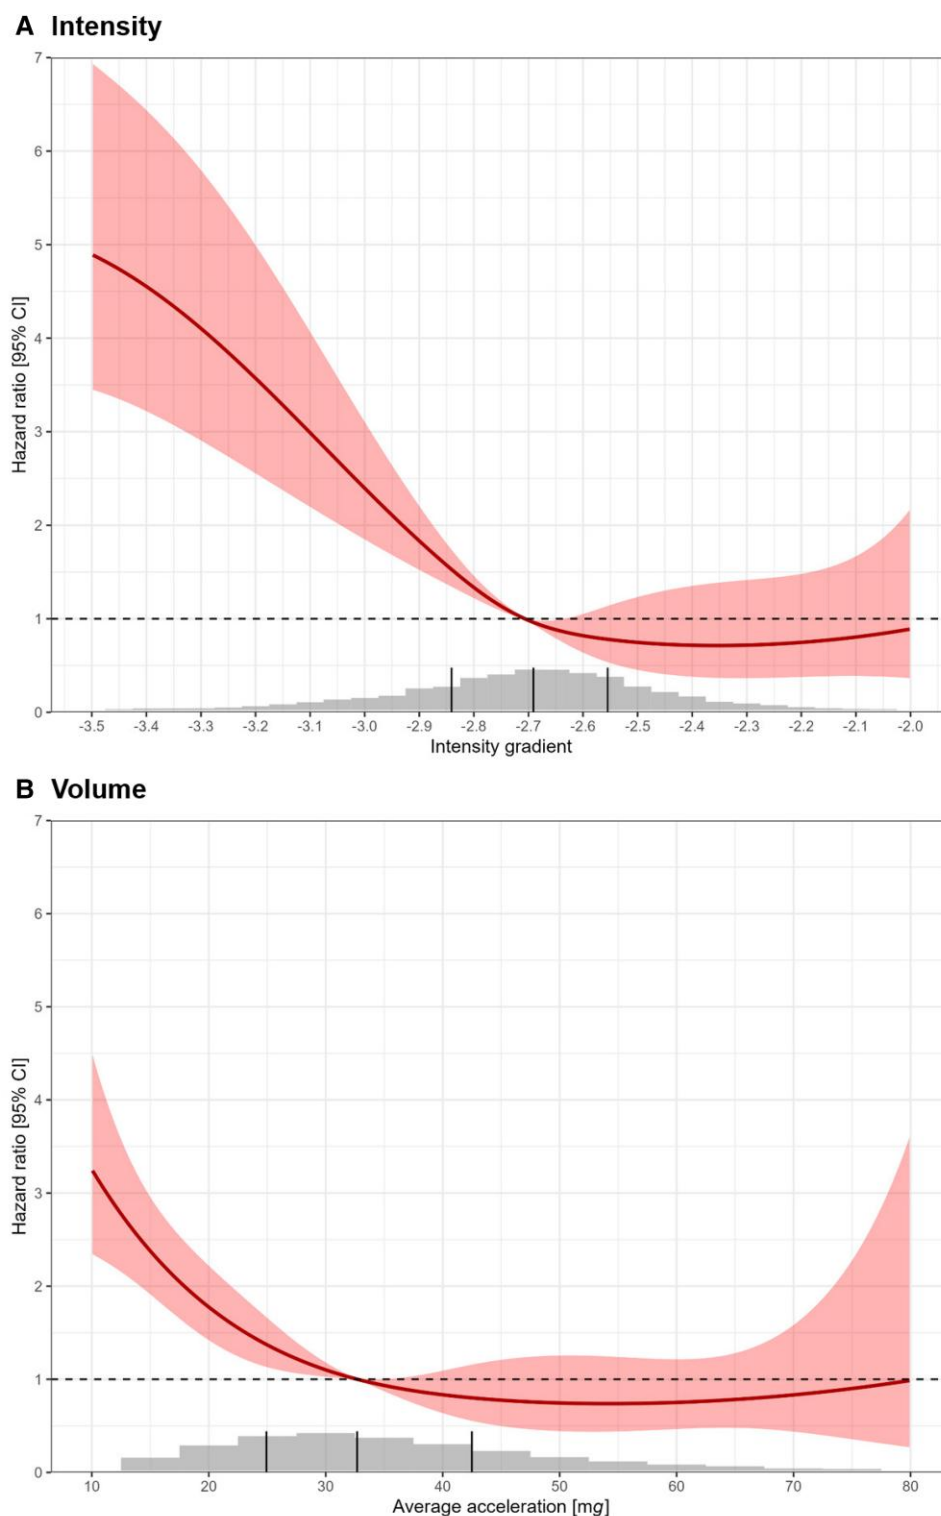 A Intensity
7
6
5
4
3
2
1
0
Hazard ratio [95% CI]
-3.5 -3.4 -3.3 -3.2 -3.1 -3.0 -2.9 -2.8 -2.7 -2.6 -2.5 -2.4 -2.3 -2.2 -2.1 -2.0
Intensity gradient
B Volume
7
6
5
4
3
2
1
0
Hazard ratio [95% CI]
10 20 30 40 50 60 70 80
Average acceleration [mg]